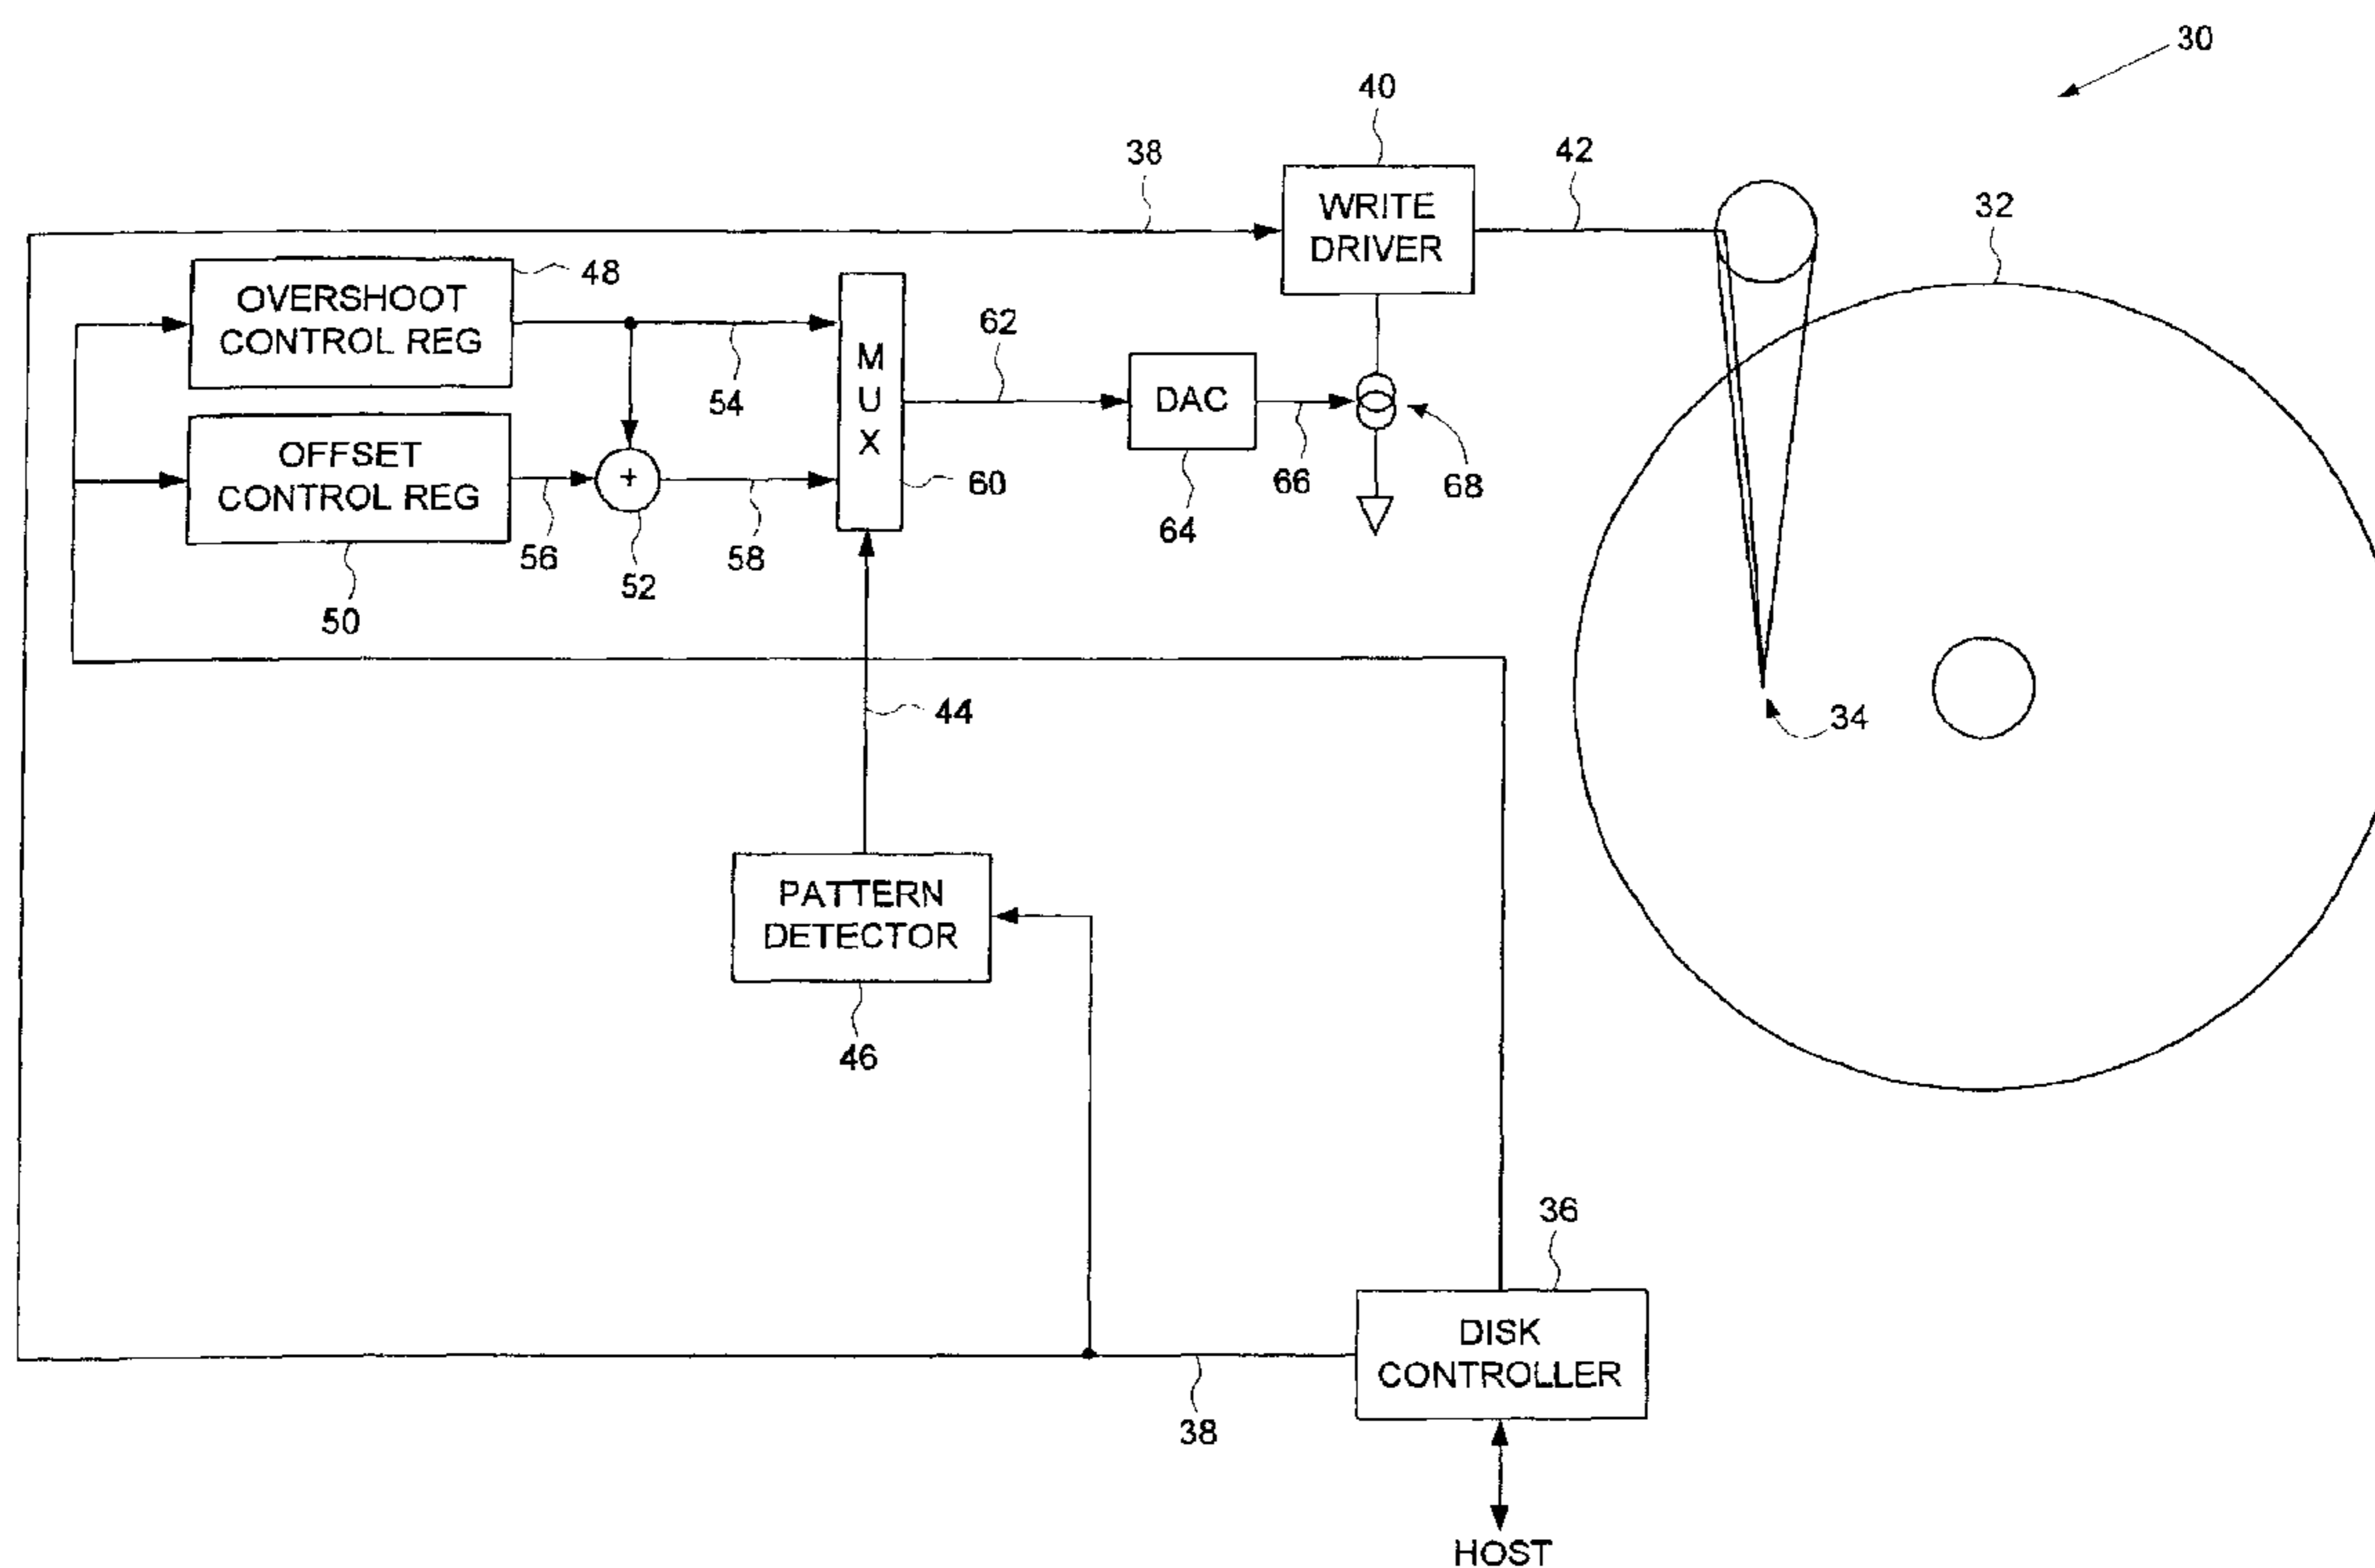 30
40
38
42
WRITE
DRIVER
32
48
OVERSHOOT
CONTROL REG
62
M
U
X
54
DAC
OFFSET
CONTROL REG
+
66
68
60
56
58
64
52
50
44
34
PATTERN
DETECTOR
46
36
DISK
CONTROLLER
38
HOST